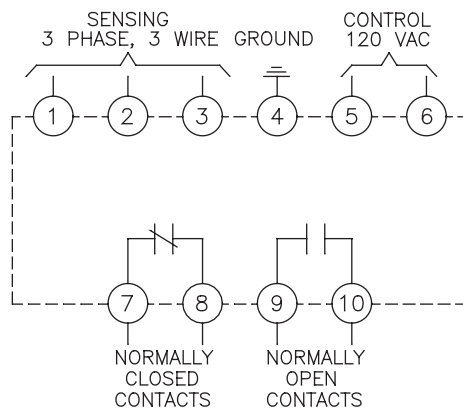 SENSING
3 PHASE, 3 WIRE GROUND
CONTROL
120 VAC
1 2 3 4 5 6
7 8 9 10
NORMALLY
CLOSED
CONTACTS
NORMALLY
OPEN
CONTACTS